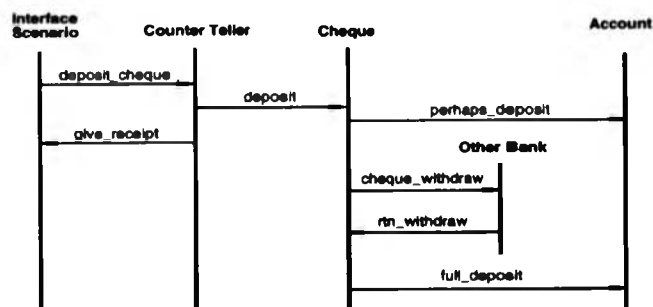 Interface
Scenario
Counter Teller
Cheque
Account
deposit_cheque
deposit
perhaps_deposit
give_receipt
Other Bank
cheque_withdraw
rtn_withdraw
full_deposit